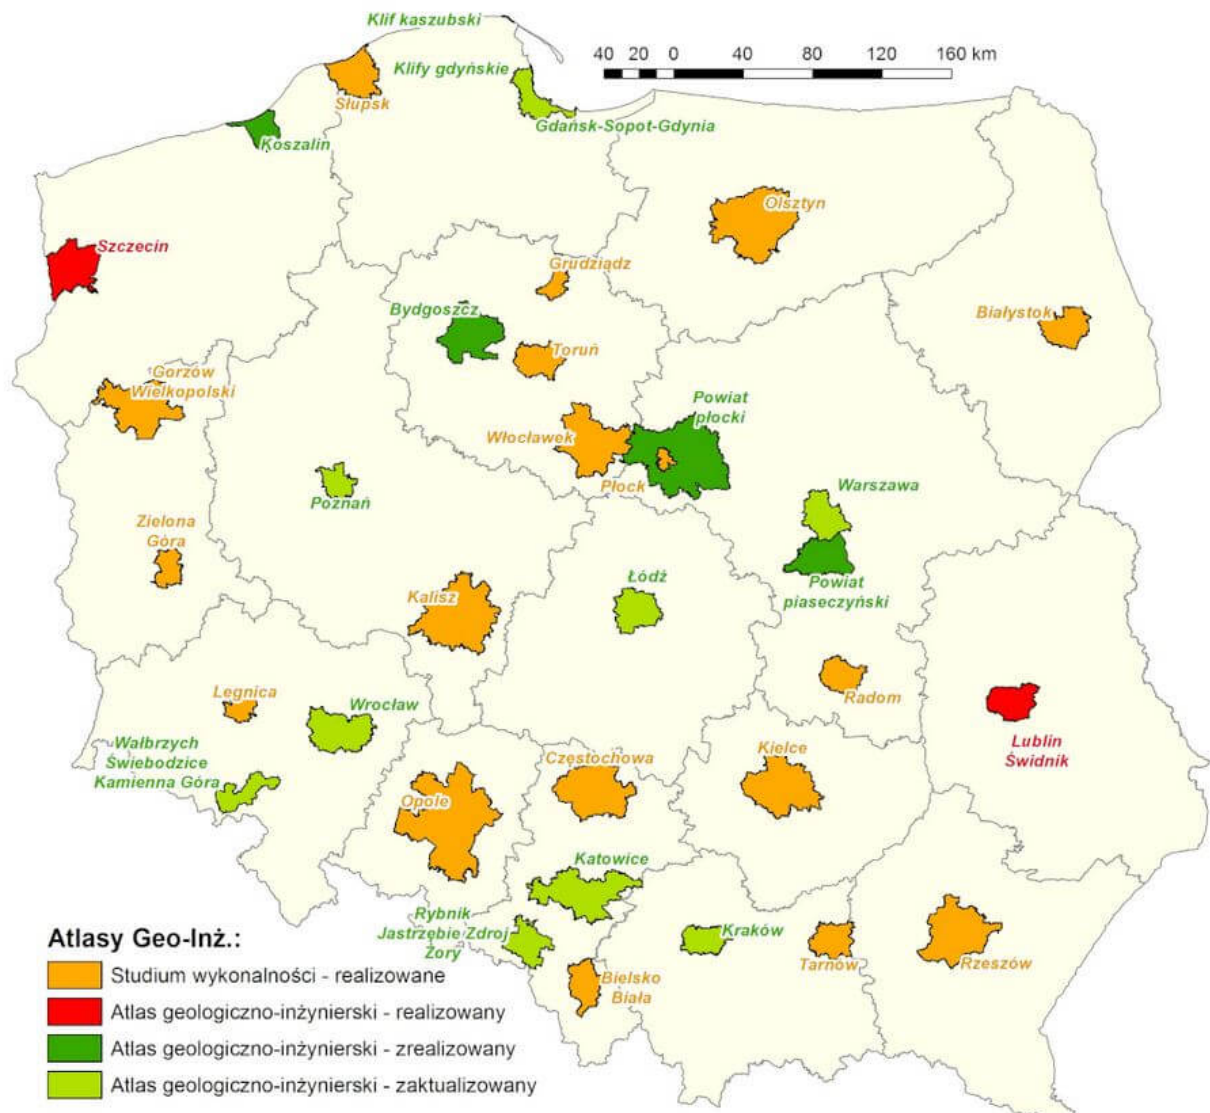 Klif kaszubski
40 20 0 40 80 120 160 km
Klify gdyńskie
Słupsk
Gdańsk-Sopot-Gdynia
Koszalin
Olsztyn
Szczecin
Grudziądz
Bydgoszcz
Białystok
Toruń
Gorzów
Wielkopolski
Powiat
płocki
Włocławek
Płock
Poznań
Warszawa
Zielona
Góra
Powiat
piaseczyński
Łódź
Kalisz
Legnica
Radom
Wrocław
Lublin
Świdnik
Wałbrzych
Świebodzice
Kamienna Góra
Częstochowa
Kielce
Opole
Katowice
Rybnik
Jastrzębie Zdroj
Żory
Kraków
Tarnów
Rzeszów
Bielsko
Biała
Atlasy Geo-Inż.:
Studium wykonalności - realizowane
Atlas geologiczno-inżynierski - realizowany
Atlas geologiczno-inżynierski - zrealizowany
Atlas geologiczno-inżynierski - zaktualizowany